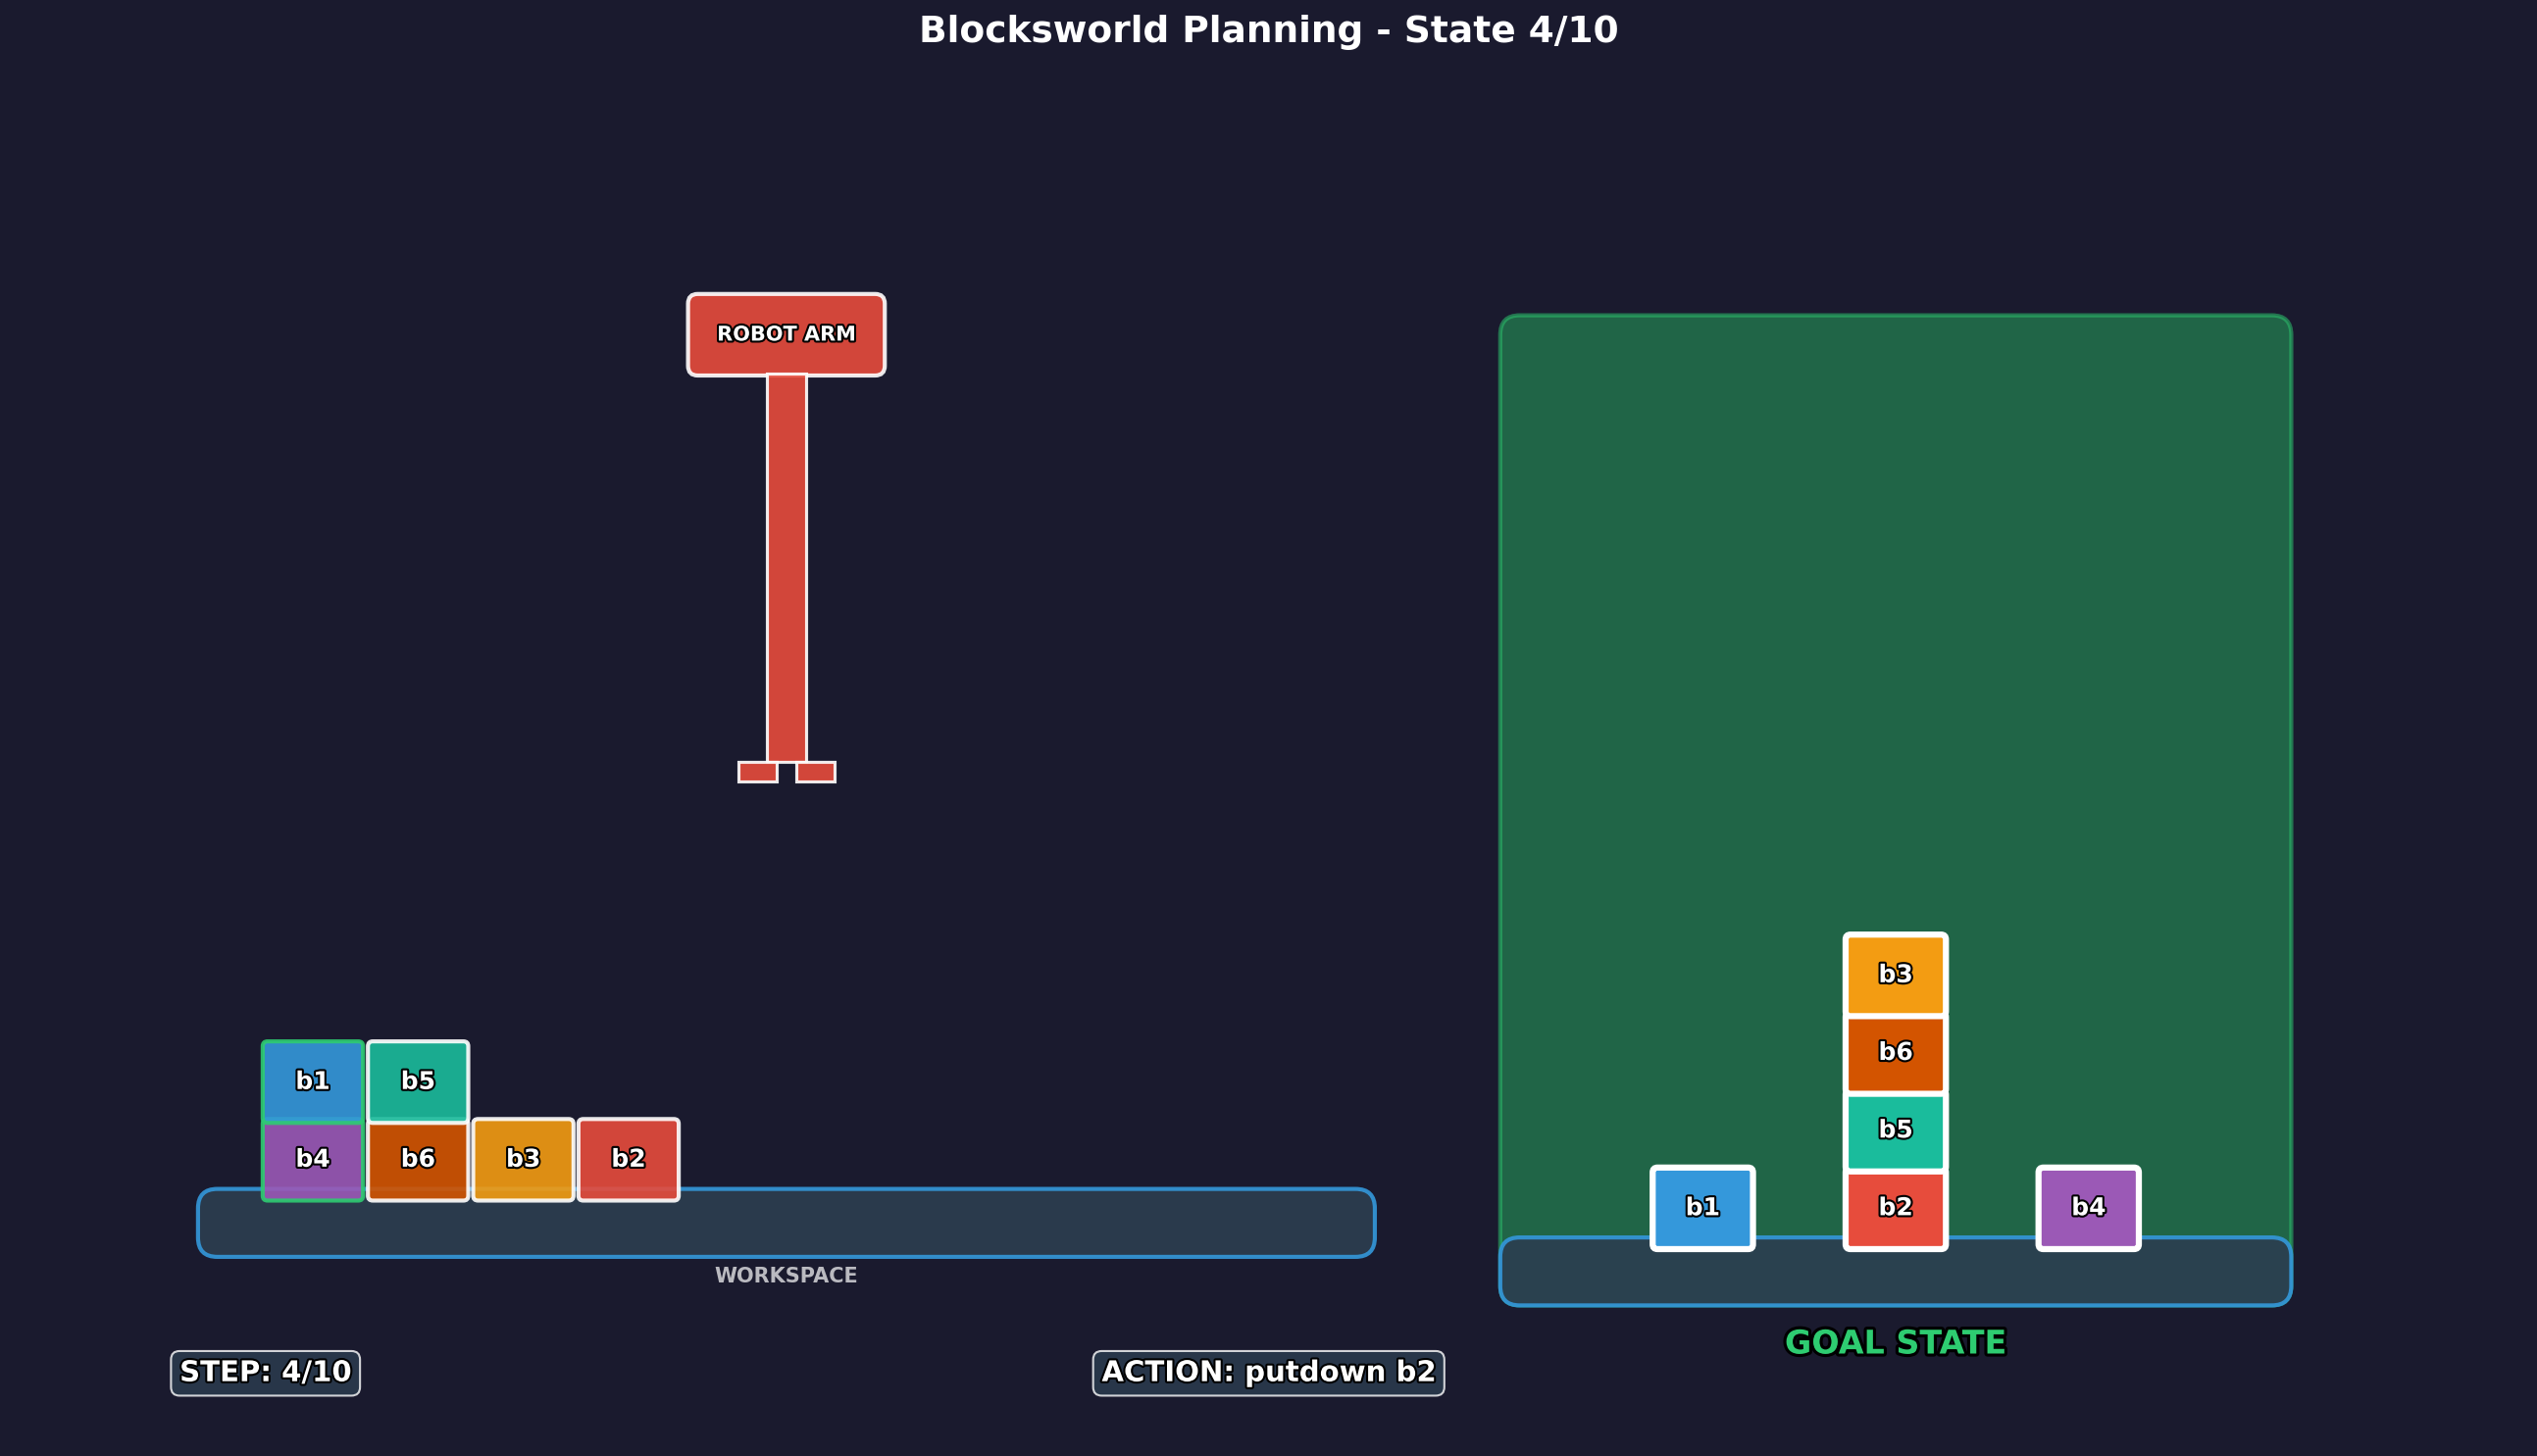 Blocksworld Planning - State 4/10
ROBOT ARM
b1 b5
b4 b6 b3 b2
WORKSPACE
b3
b6
b5
b1 b2 b4
GOAL STATE
STEP: 4/10
ACTION: putdown b2